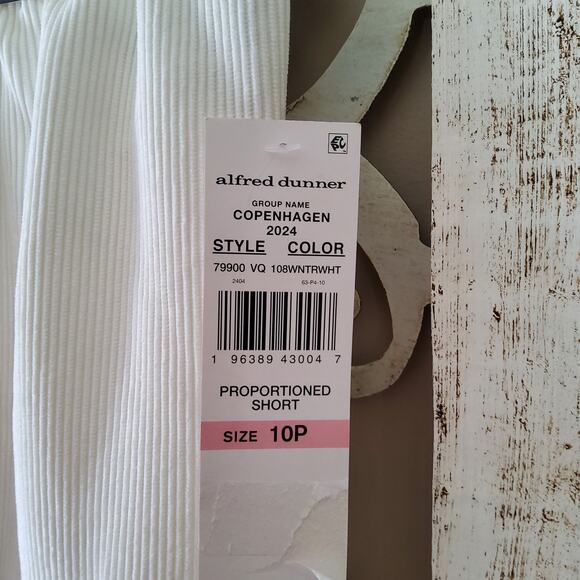 alfred dunner
GROUP NAME
COPENHAGEN
2024
STYLE COLOR
79900 VQ 108WNTRWHT
2404 63-P4-10
1 96389 43004 7
PROPORTIONED
SHORT
SIZE 10P